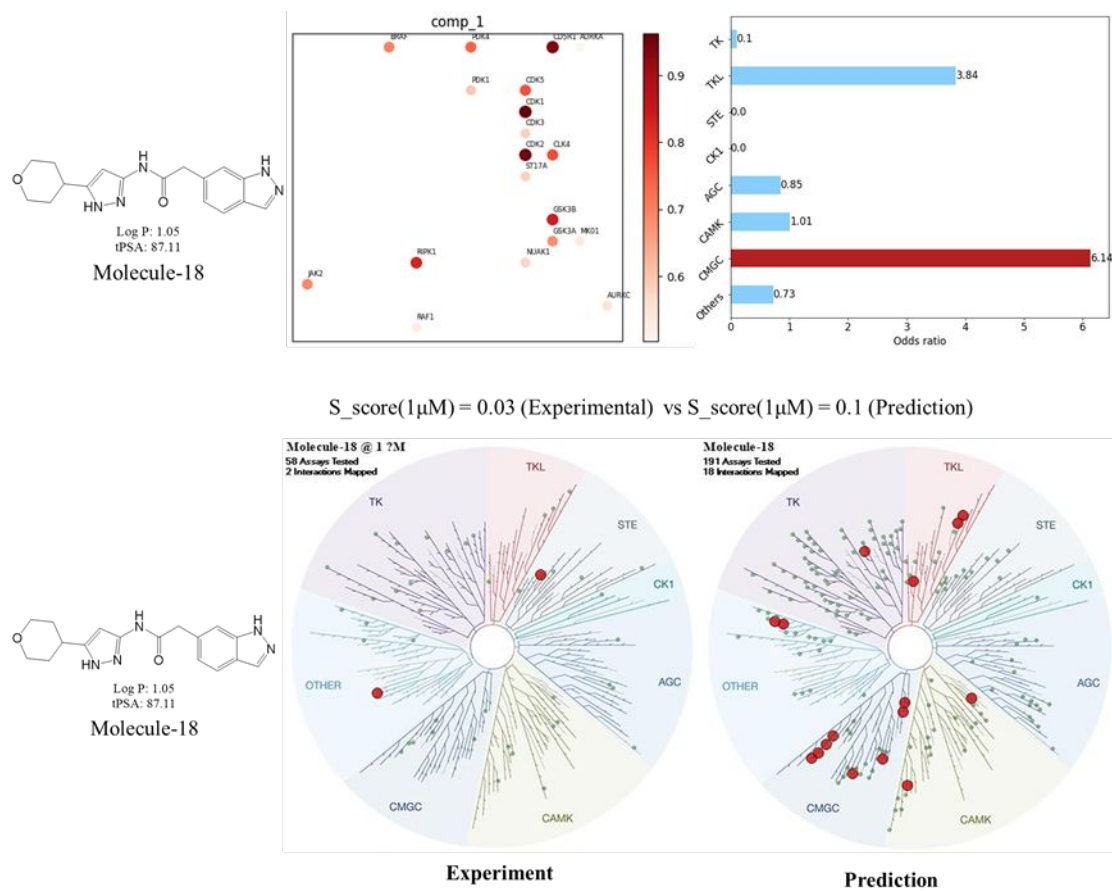 comp_1
BRAF
PDK4
CD5R1
AURKA
PDK1
CDK5
CDK1
CDK3
CDK2
CLK4
ST17A
GSK3B
GSK3A
MK01
RIPK1
NUAK1
JAK2
AURKC
RAF1
0.9
0.8
0.7
0.6
TK
0.1
TKL
3.84
STE
0.0
CK1
0.0
AGC
0.85
CAMK
1.01
CMGC
6.14
Others
0.73
0 1 2 3 4 5 6
Odds ratio
O
HN
N
H
N
O
H
N
N
Log P: 1.05
tPSA: 87.11
Molecule-18
S_score(1μM) = 0.03 (Experimental) vs S_score(1μM) = 0.1 (Prediction)
Molecule-18 @ 1 ?M
58 Assays Tested
2 Interactions Mapped
TK
TKL
STE
CK1
AGC
CAMK
CMGC
OTHER
Molecule-18
191 Assays Tested
18 Interactions Mapped
TK
TKL
STE
CK1
AGC
CAMK
CMGC
OTHER
O
HN
N
H
N
O
H
N
N
Log P: 1.05
tPSA: 87.11
Molecule-18
Experiment
Prediction